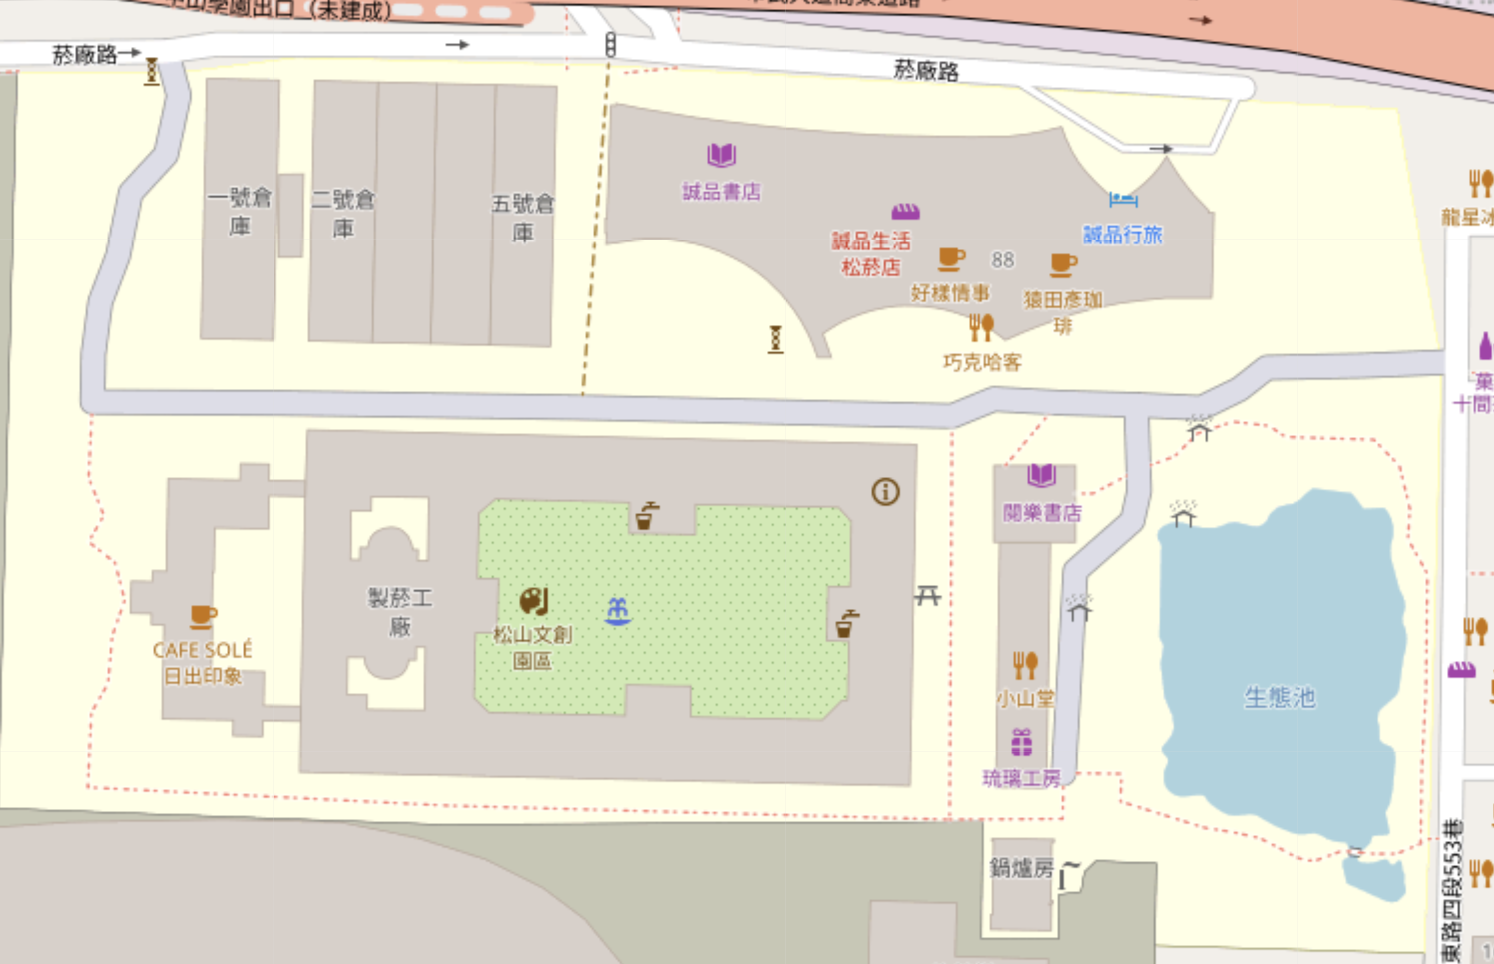 學園出口（未建成）
菸廠路
菸廠路
誠品書店
一號倉
庫
二號倉
庫
五號倉
庫
龍星冰
誠品生活
松菸店
88
誠品行旅
好樣情事
猿田彥珈
琲
巧克哈客
菓
十間
閱樂書店
製菸工
廠
松山文創
園區
CAFE SOLÉ
日出印象
小山堂
生態池
琉璃工房
鍋爐房
東路四段553巷